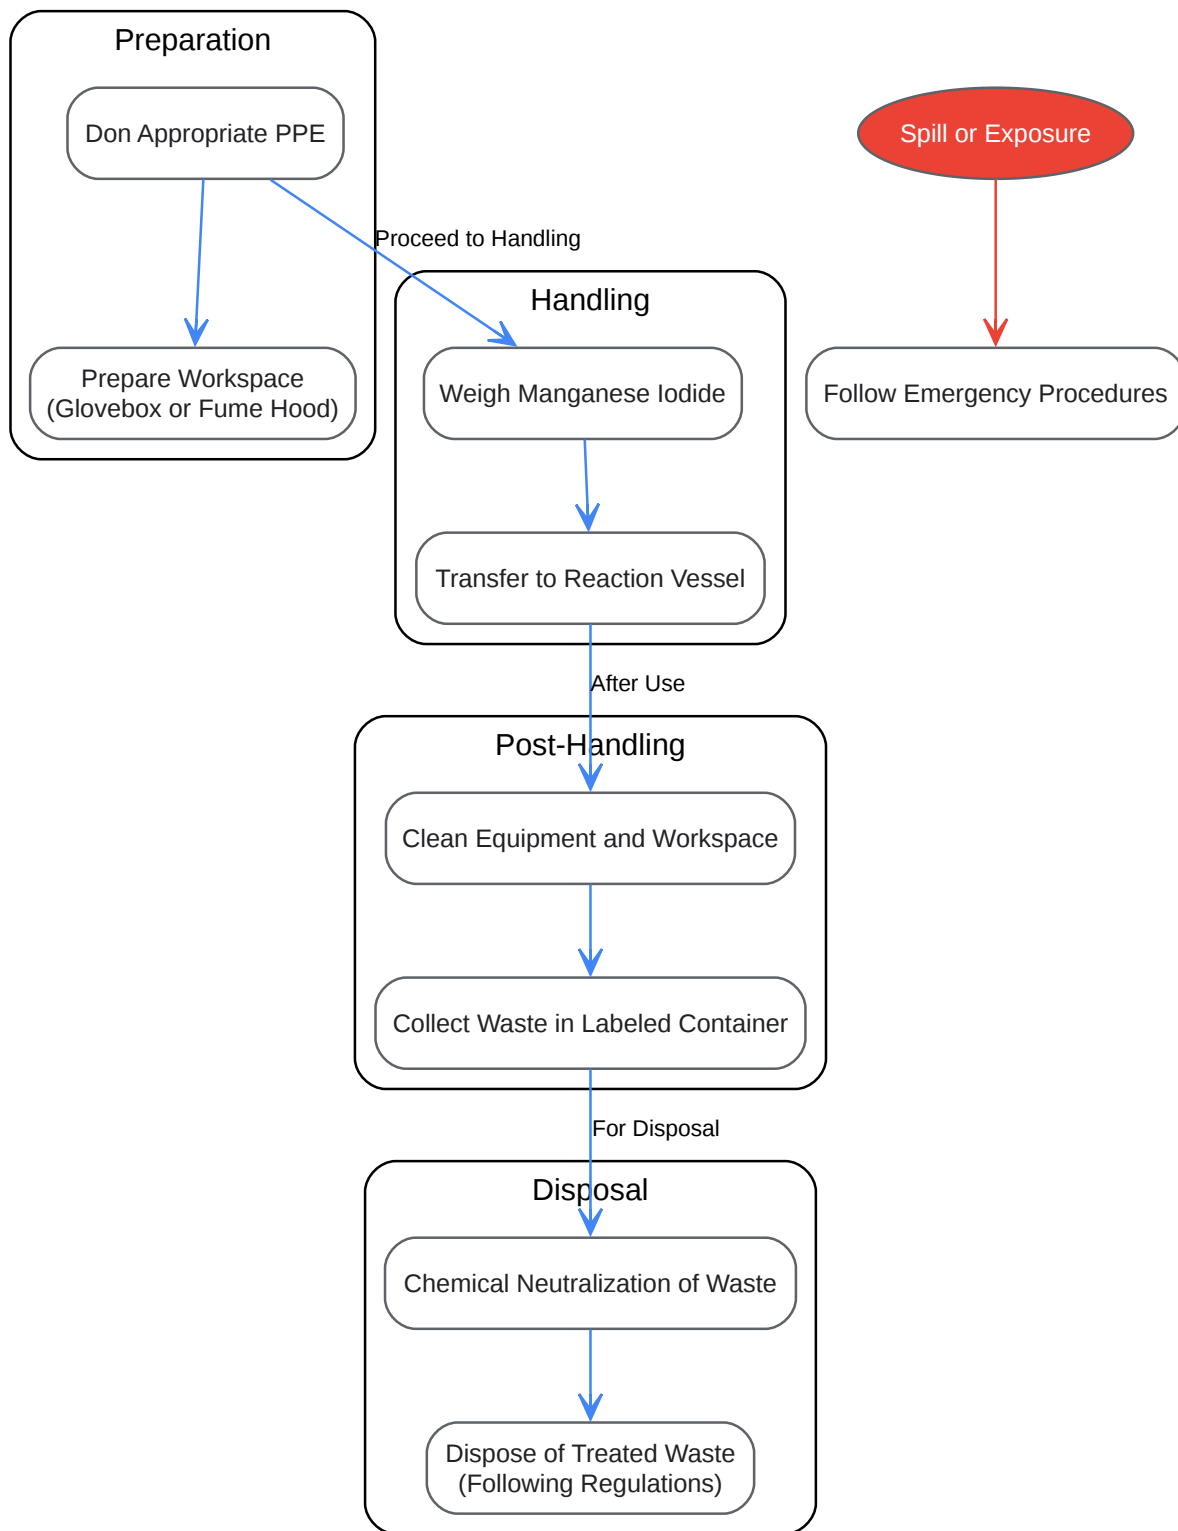 Preparation
Don Appropriate PPE
Spill or Exposure
Proceed to Handling
Handling
Prepare Workspace
(Glovebox or Fume Hood)
Weigh Manganese Iodide
Follow Emergency Procedures
Transfer to Reaction Vessel
After Use
Post-Handling
Clean Equipment and Workspace
Collect Waste in Labeled Container
For Disposal
Disposal
Chemical Neutralization of Waste
Dispose of Treated Waste
(Following Regulations)